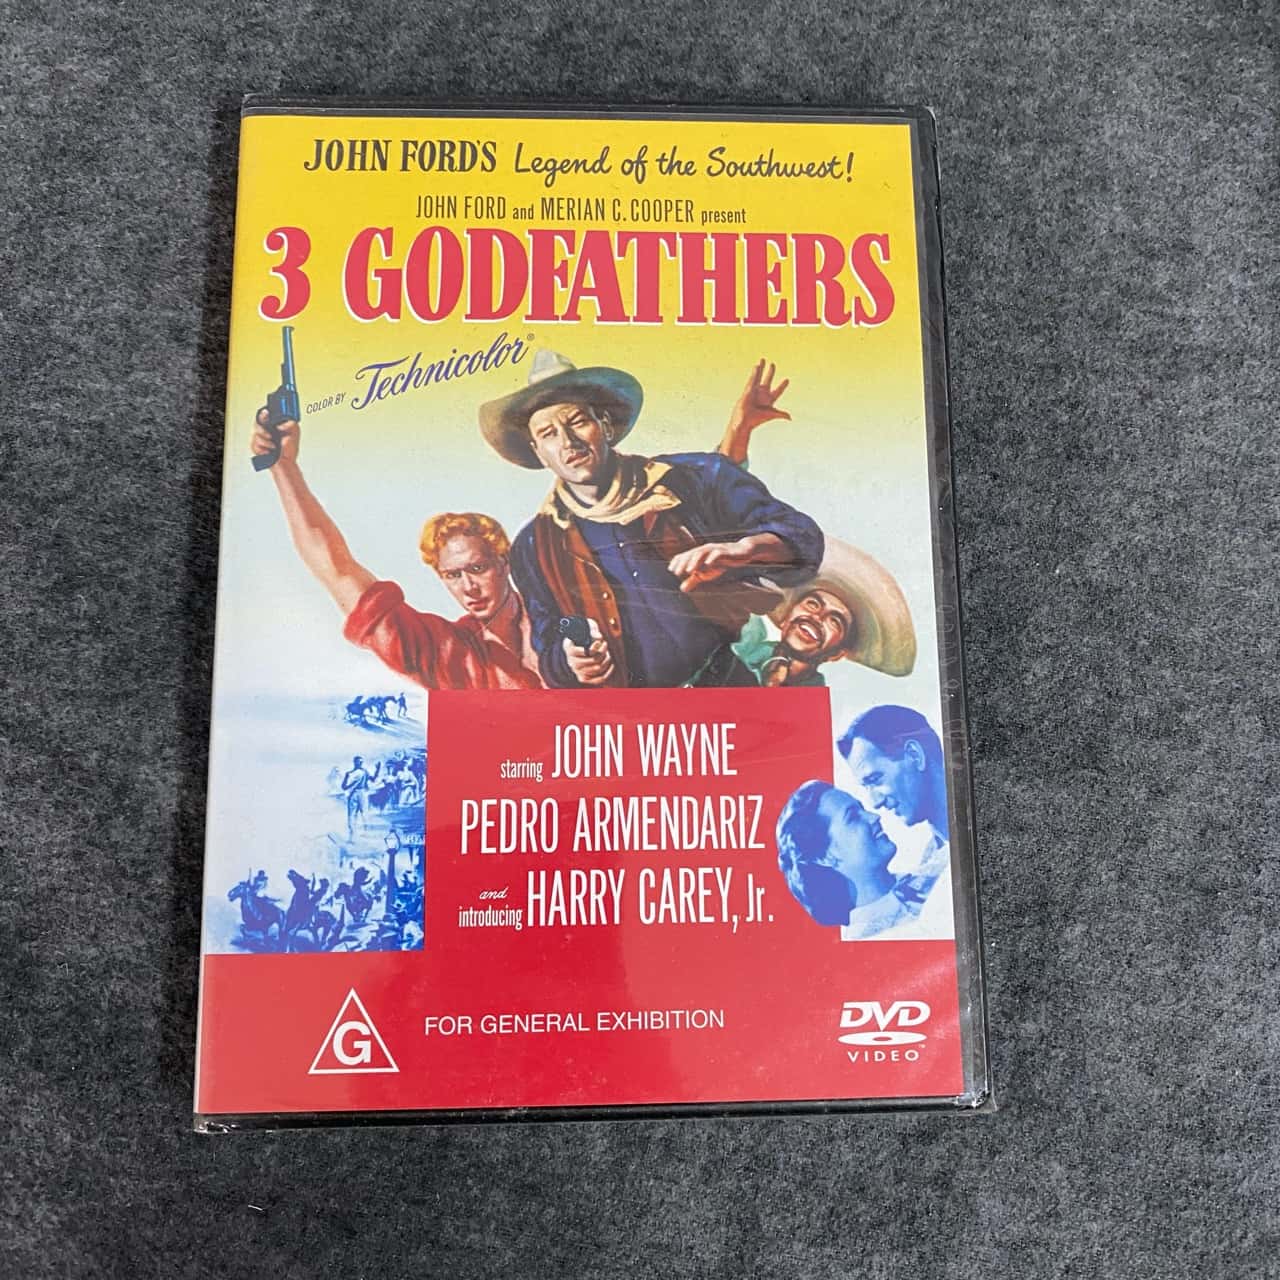 JOHN FORD'S Legend of the Southwest!
JOHN FORD and MERIAN C. COOPER present
3 GODFATHERS
COLOR BY Technicolor®
starring JOHN WAYNE
PEDRO ARMENDARIZ
and introducing HARRY CAREY, Jr.
G FOR GENERAL EXHIBITION
DVD
VIDEO™